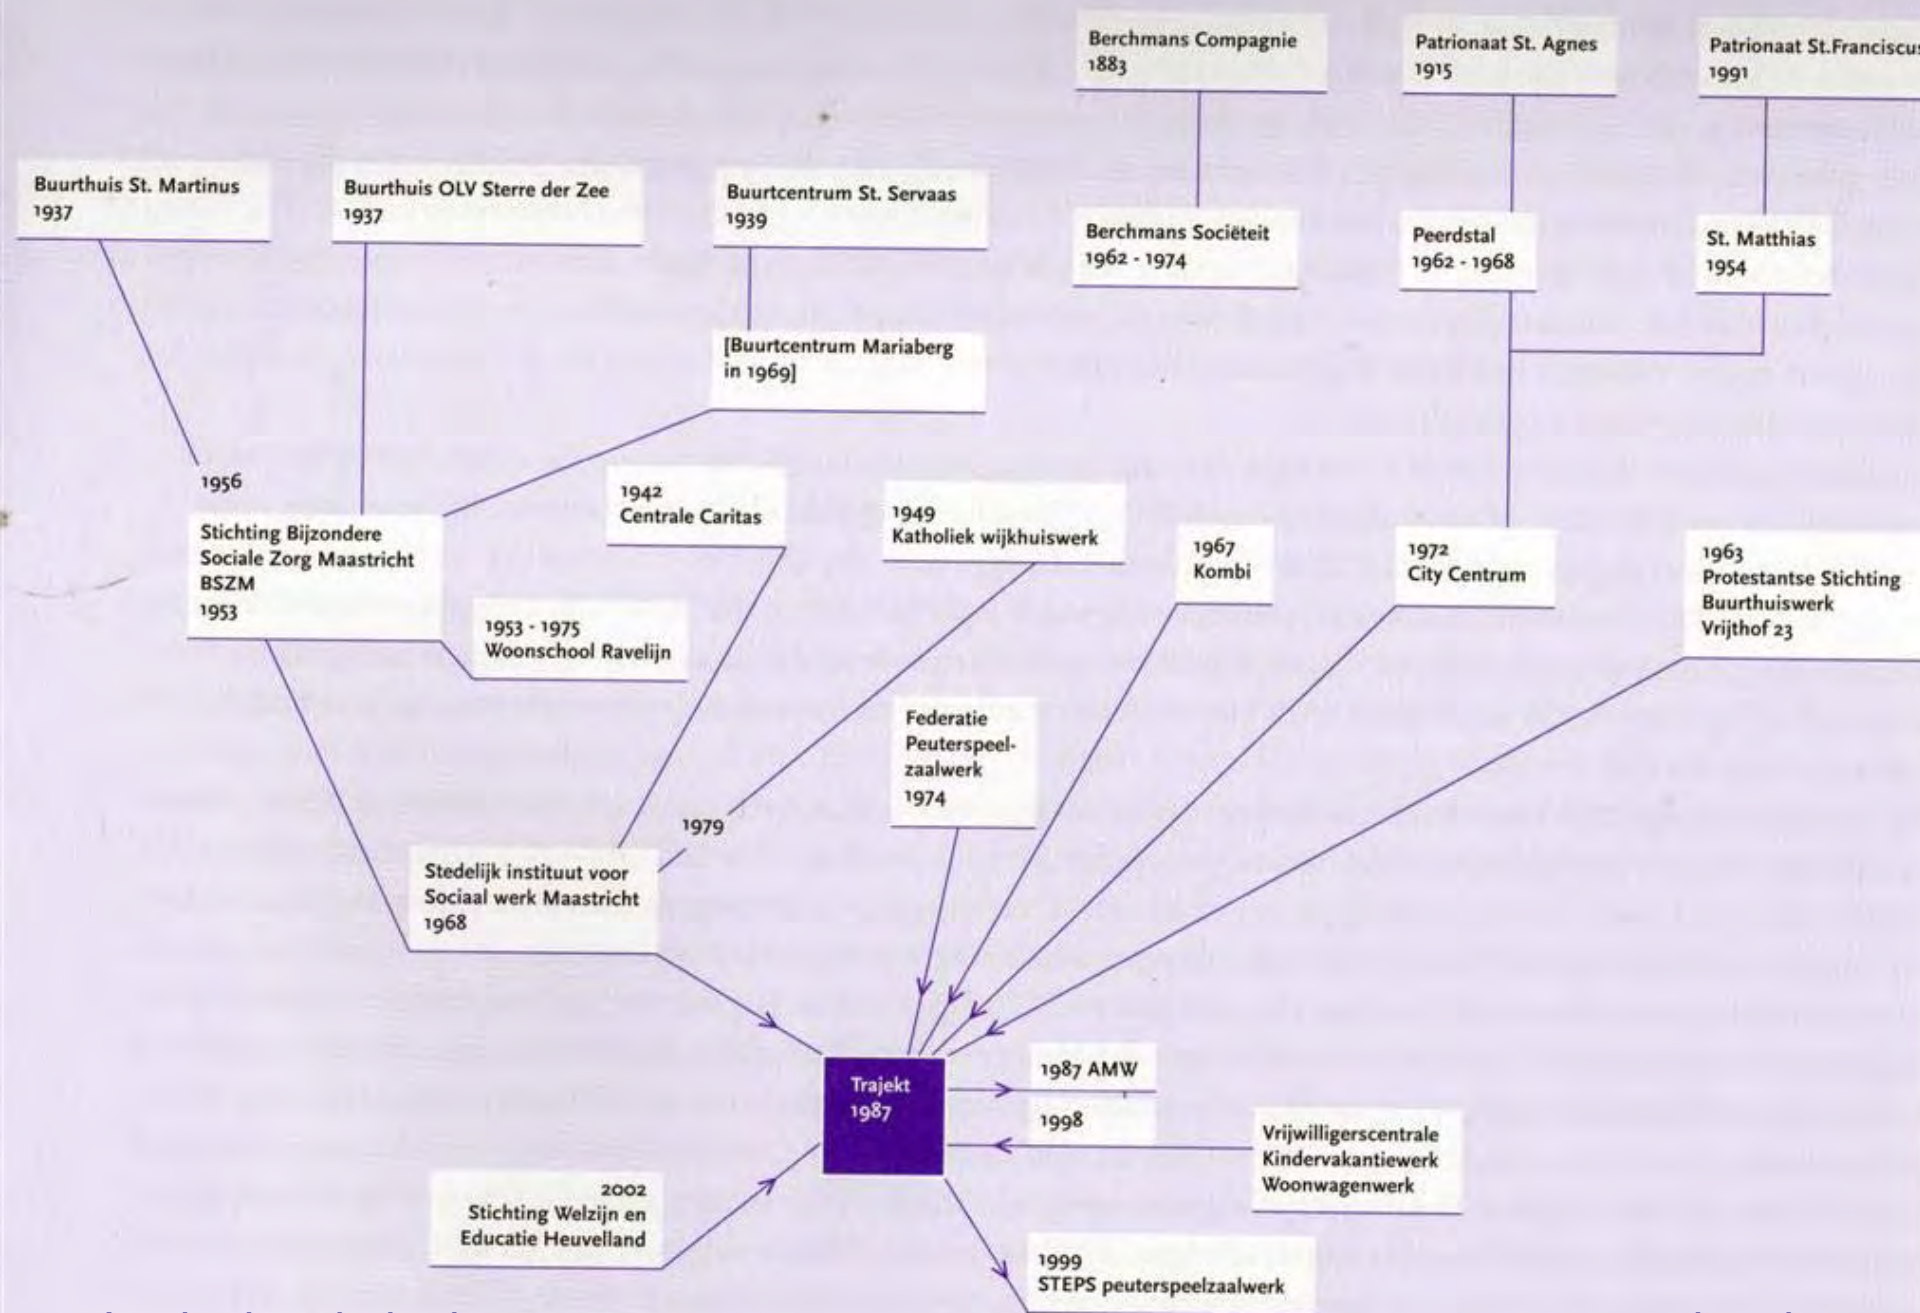 Berchmans Compagnie
1883
Patrionaat St. Agnes
1915
Patrionaat St.Franciscus
1991
Buurthuis St. Martinus
1937
Buurthuis OLV Sterre der Zee
1937
Buurtcentrum St. Servaas
1939
Berchmans Sociëteit
1962 - 1974
Peerdstal
1962 - 1968
St. Matthias
1954
[Buurtcentrum Mariaberg
in 1969]
1956
Stichting Bijzondere
Sociale Zorg Maastricht
BSZM
1953
1942
Centrale Caritas
1949
Katholiek wijkhuiswerk
1967
Kombi
1972
City Centrum
1963
Protestantse Stichting
Buurthuiswerk
Vrijthof 23
1953 - 1975
Woonschool Ravelijn
Federatie
Peuterspeel-
zaalwerk
1974
1979
Stedelijk instituut voor
Sociaal werk Maastricht
1968
Trajekt
1987
1987 AMW
1998
Vrijwilligerscentrale
Kindervakantiewerk
Woonwagenwerk
2002
Stichting Welzijn en
Educatie Heuvelland
1999
STEPS peuterspeelzaalwerk